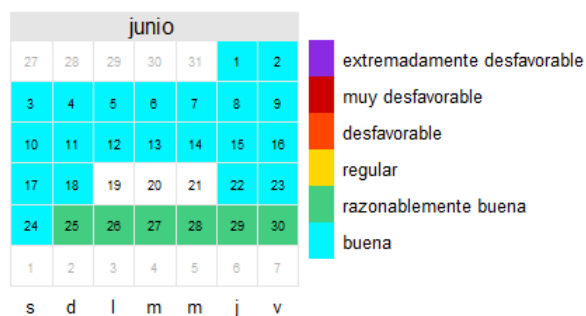 junio
27 28 29 30 31 1 2
3 4 5 6 7 8 9
10 11 12 13 14 15 16
17 18 19 20 21 22 23
24 25 26 27 28 29 30
1 2 3 4 5 6 7
s d l m m j v
extremadamente desfavorable
muy desfavorable
desfavorable
regular
razonablemente buena
buena